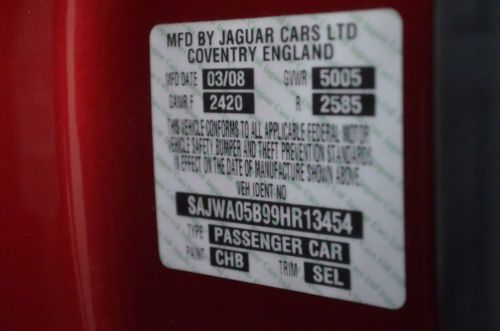 MFD BY JAGUAR CARS LTD
COVENTRY ENGLAND
MFD DATE 03/08 GVWR 5005
GAWR F 2420 R 2585
THIS VEHICLE CONFORMS TO ALL APPLICABLE FEDERAL MOTOR
VEHICLE SAFETY BUMPER AND THEFT PREVENTION STANDARDS
IN EFFECT ON THE DATE OF MANUFACTURE SHOWN ABOVE.
VEH IDENT NO
SAJWA05B99HR13454
TYPE PASSENGER CAR
PAINT CHB TRIM SEL